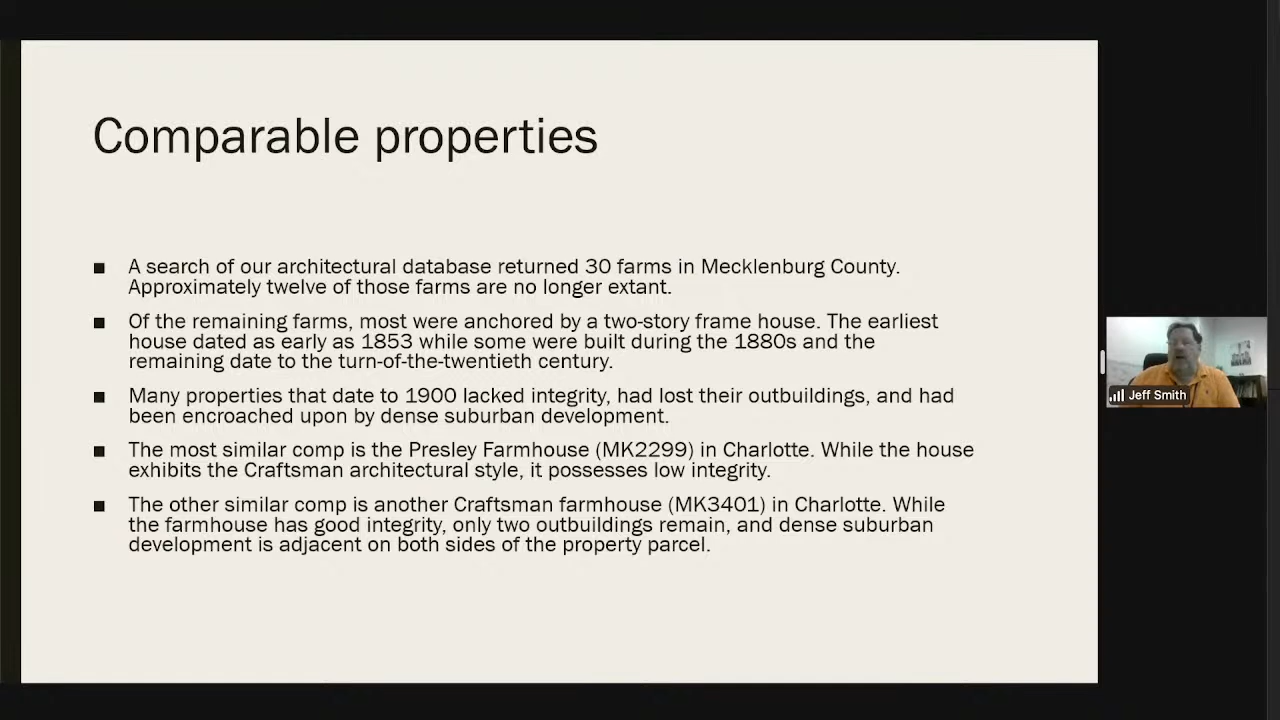 Comparable properties
■ A search of our architectural database returned 30 farms in Mecklenburg County.
Approximately twelve of those farms are no longer extant.
■ Of the remaining farms, most were anchored by a two-story frame house. The earliest
house dated as early as 1853 while some were built during the 1880s and the
remaining date to the turn-of-the-twentieth century.
■ Many properties that date to 1900 lacked integrity, had lost their outbuildings, and had
been encroached upon by dense suburban development.
■ The most similar comp is the Presley Farmhouse (MK2299) in Charlotte. While the house
exhibits the Craftsman architectural style, it possesses low integrity.
■ The other similar comp is another Craftsman farmhouse (MK3401) in Charlotte. While
the farmhouse has good integrity, only two outbuildings remain, and dense suburban
development is adjacent on both sides of the property parcel.
Jeff Smith